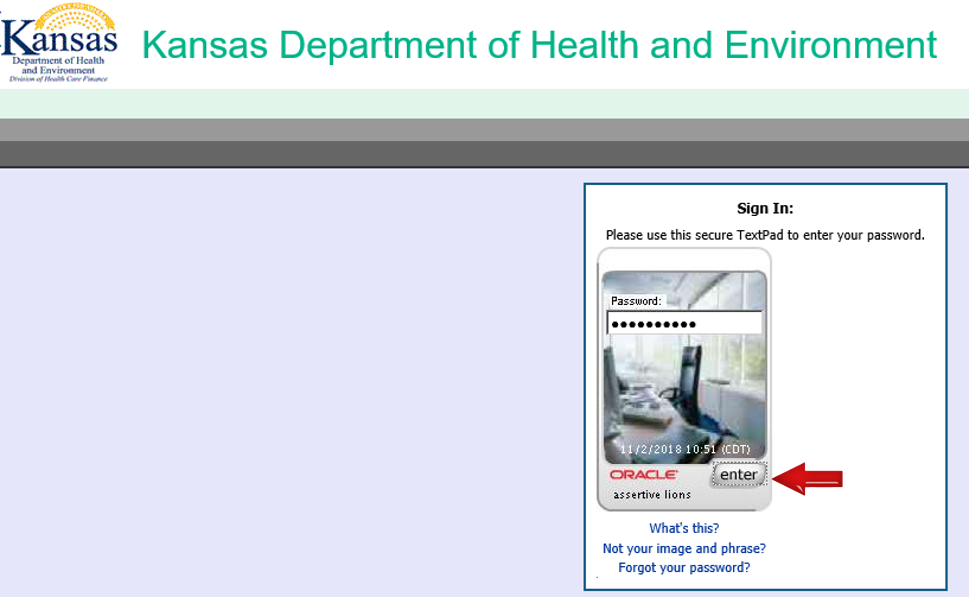 Kansas
Department of Health
and Environment
Division of Health Care Finance
Kansas Department of Health and Environment
Sign In:
Please use this secure TextPad to enter your password.
Password:
11/2/2018 10:51 (CDT)
ORACLE
enter
assertive lions
What's this?
Not your image and phrase?
Forgot your password?